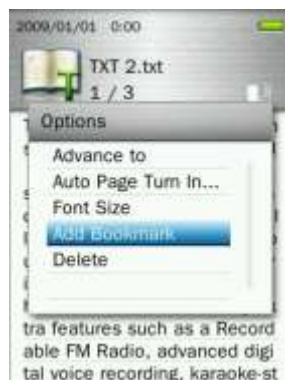 2009/01/01 0:00
TXT 2.txt
1 / 3
Options
Advance to
Auto Page Turn In...
Font Size
Add Bookmark
Delete
tra features such as a Record
able FM Radio, advanced digi
tal voice recording, karaoke-st